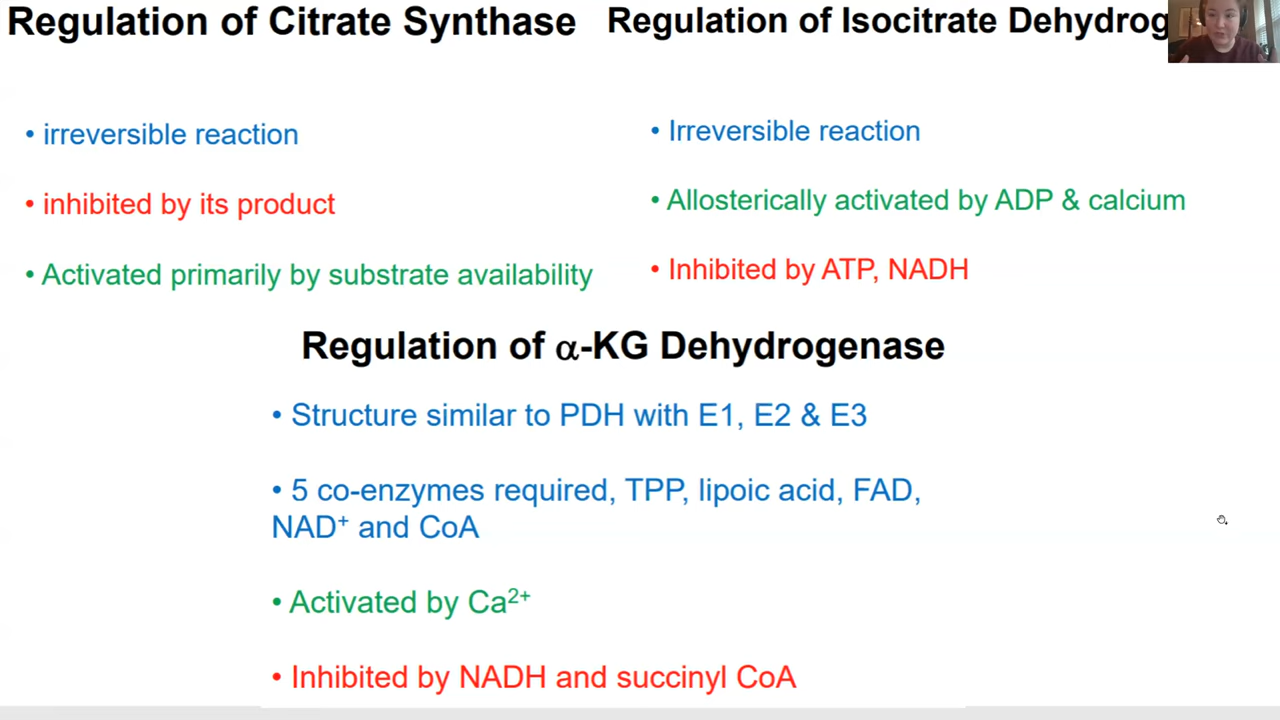 Regulation of Citrate Synthase
• irreversible reaction
• inhibited by its product
• Activated primarily by substrate availability
Regulation of Isocitrate Dehydrog
• Irreversible reaction
• Allosterically activated by ADP & calcium
• Inhibited by ATP, NADH
Regulation of α-KG Dehydrogenase
• Structure similar to PDH with E1, E2 & E3
• 5 co-enzymes required, TPP, lipoic acid, FAD,
NAD⁺ and CoA
• Activated by Ca²⁺
• Inhibited by NADH and succinyl CoA